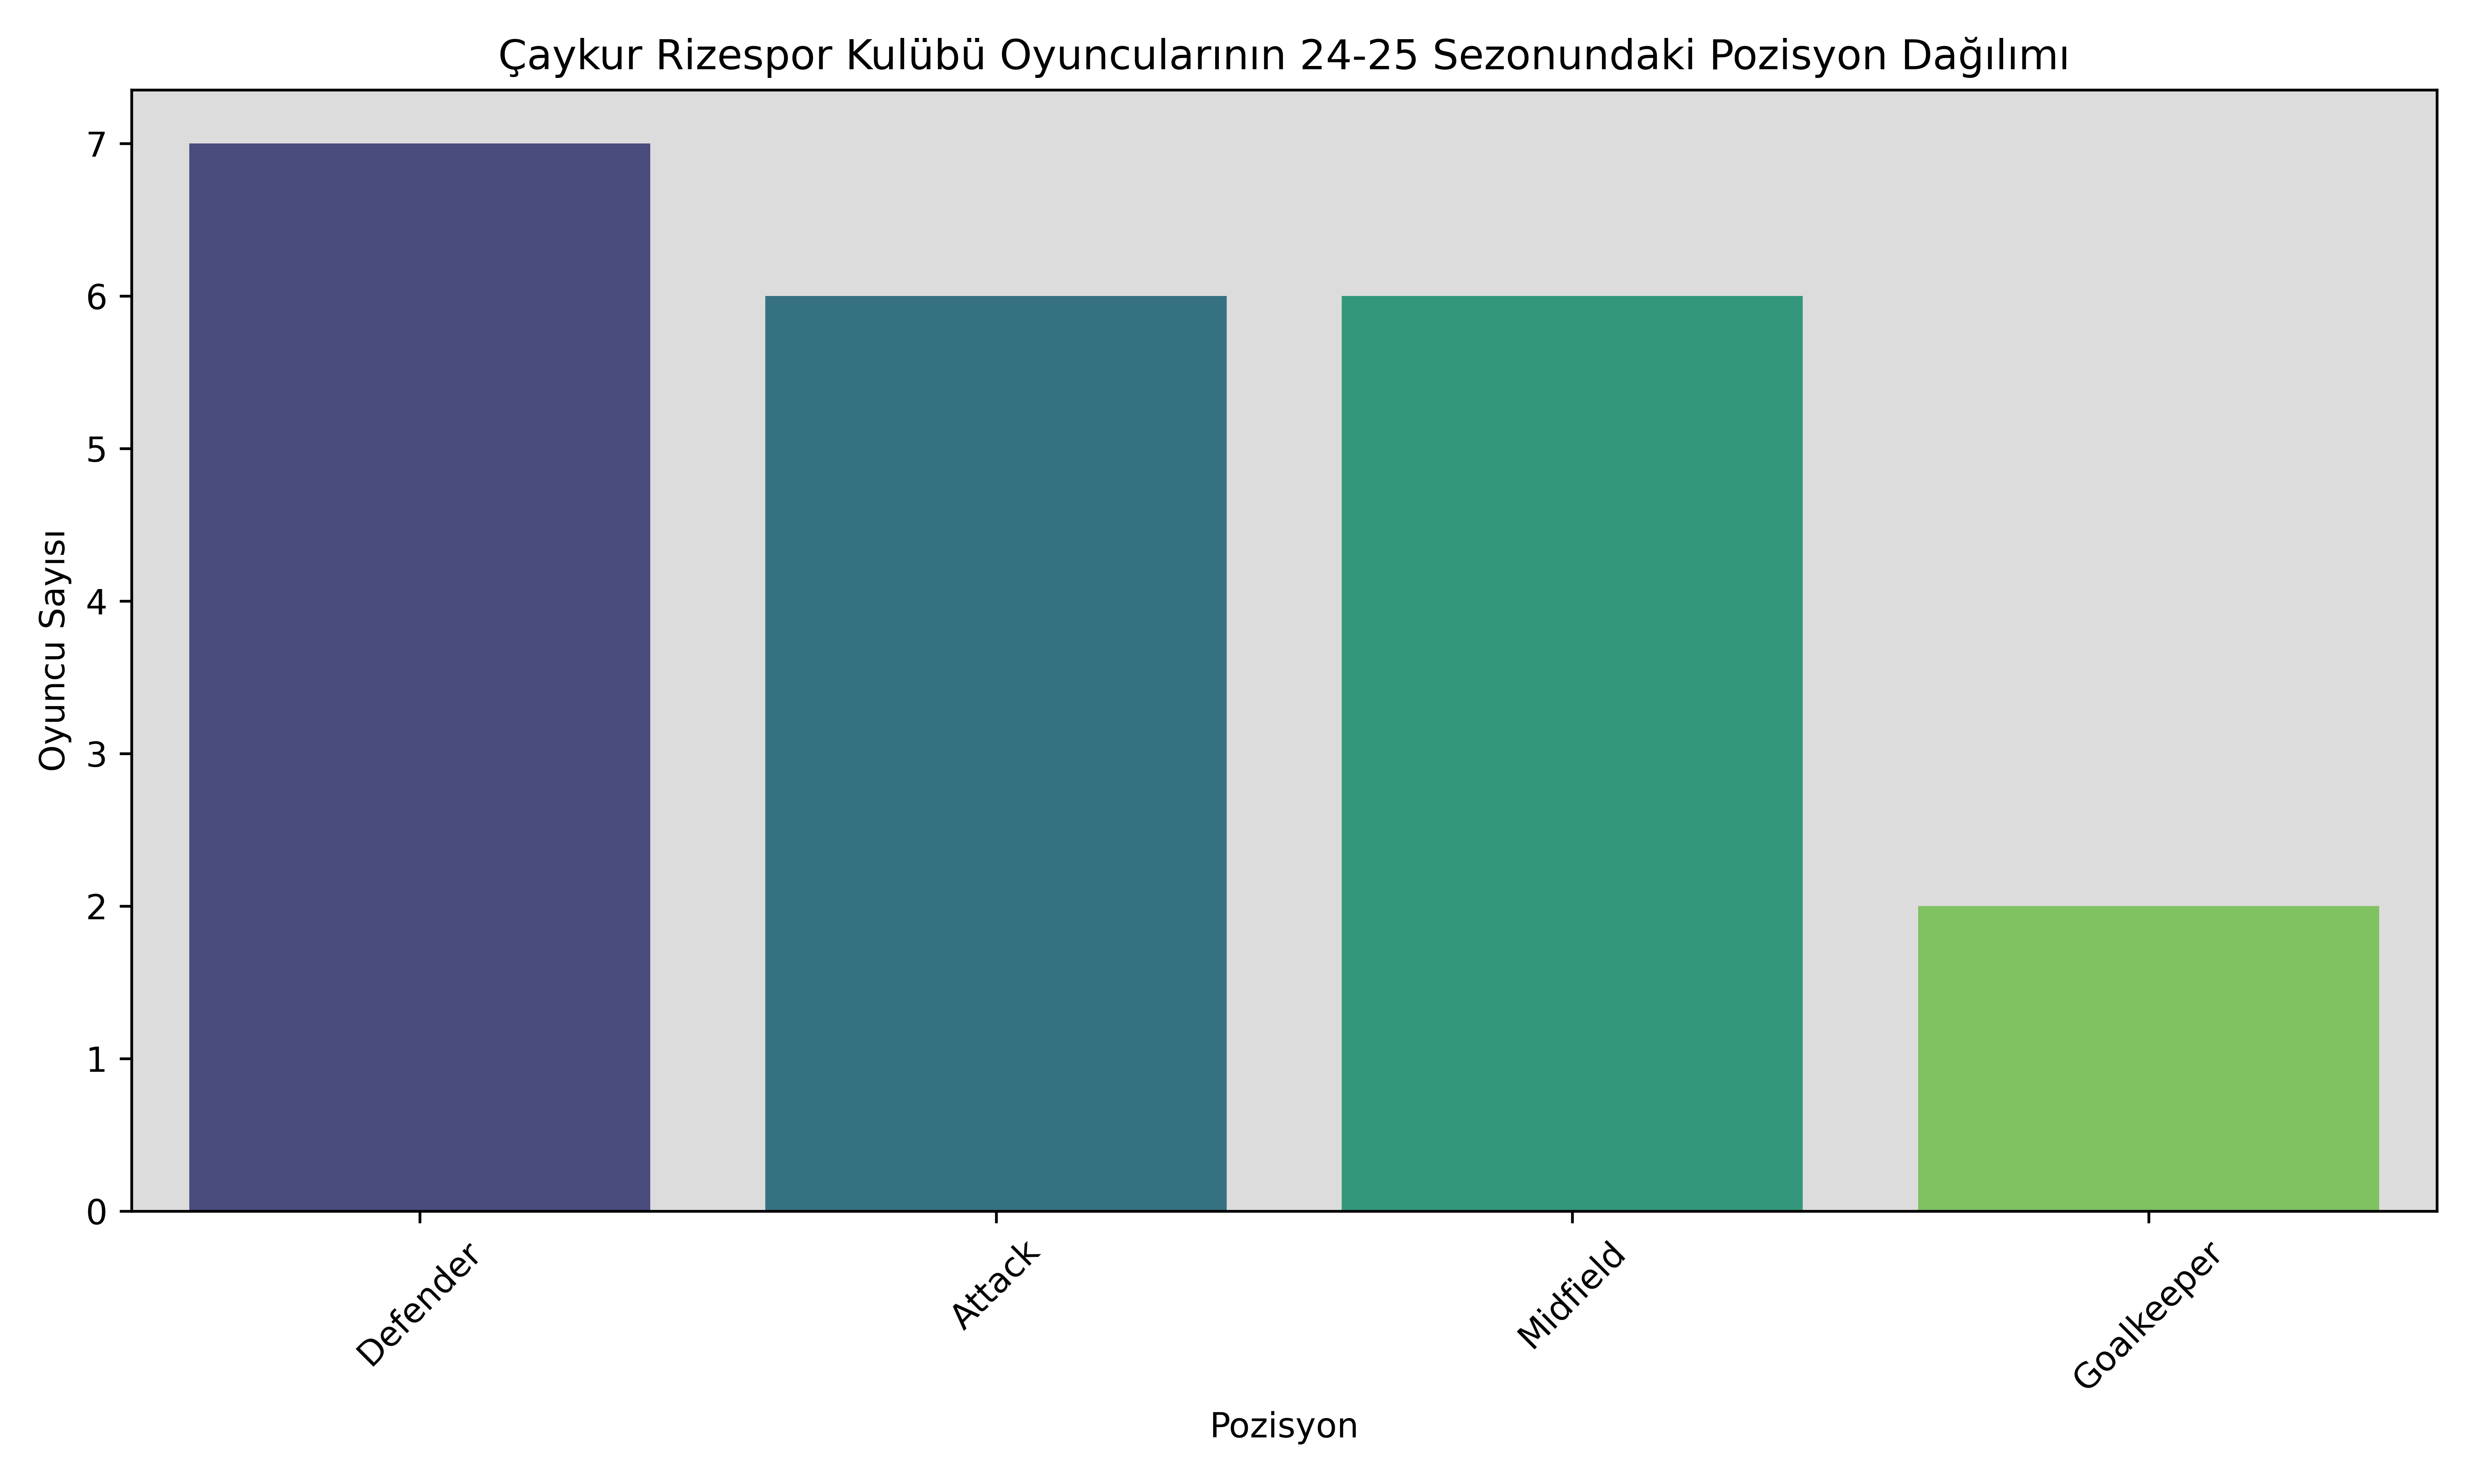 Çaykur Rizespor Kulübü Oyuncularının 24-25 Sezonundaki Pozisyon Dağılımı
Oyuncu Sayısı
7
6
5
4
3
2
1
0
Defender
Attack
Midfield
Goalkeeper
Pozisyon